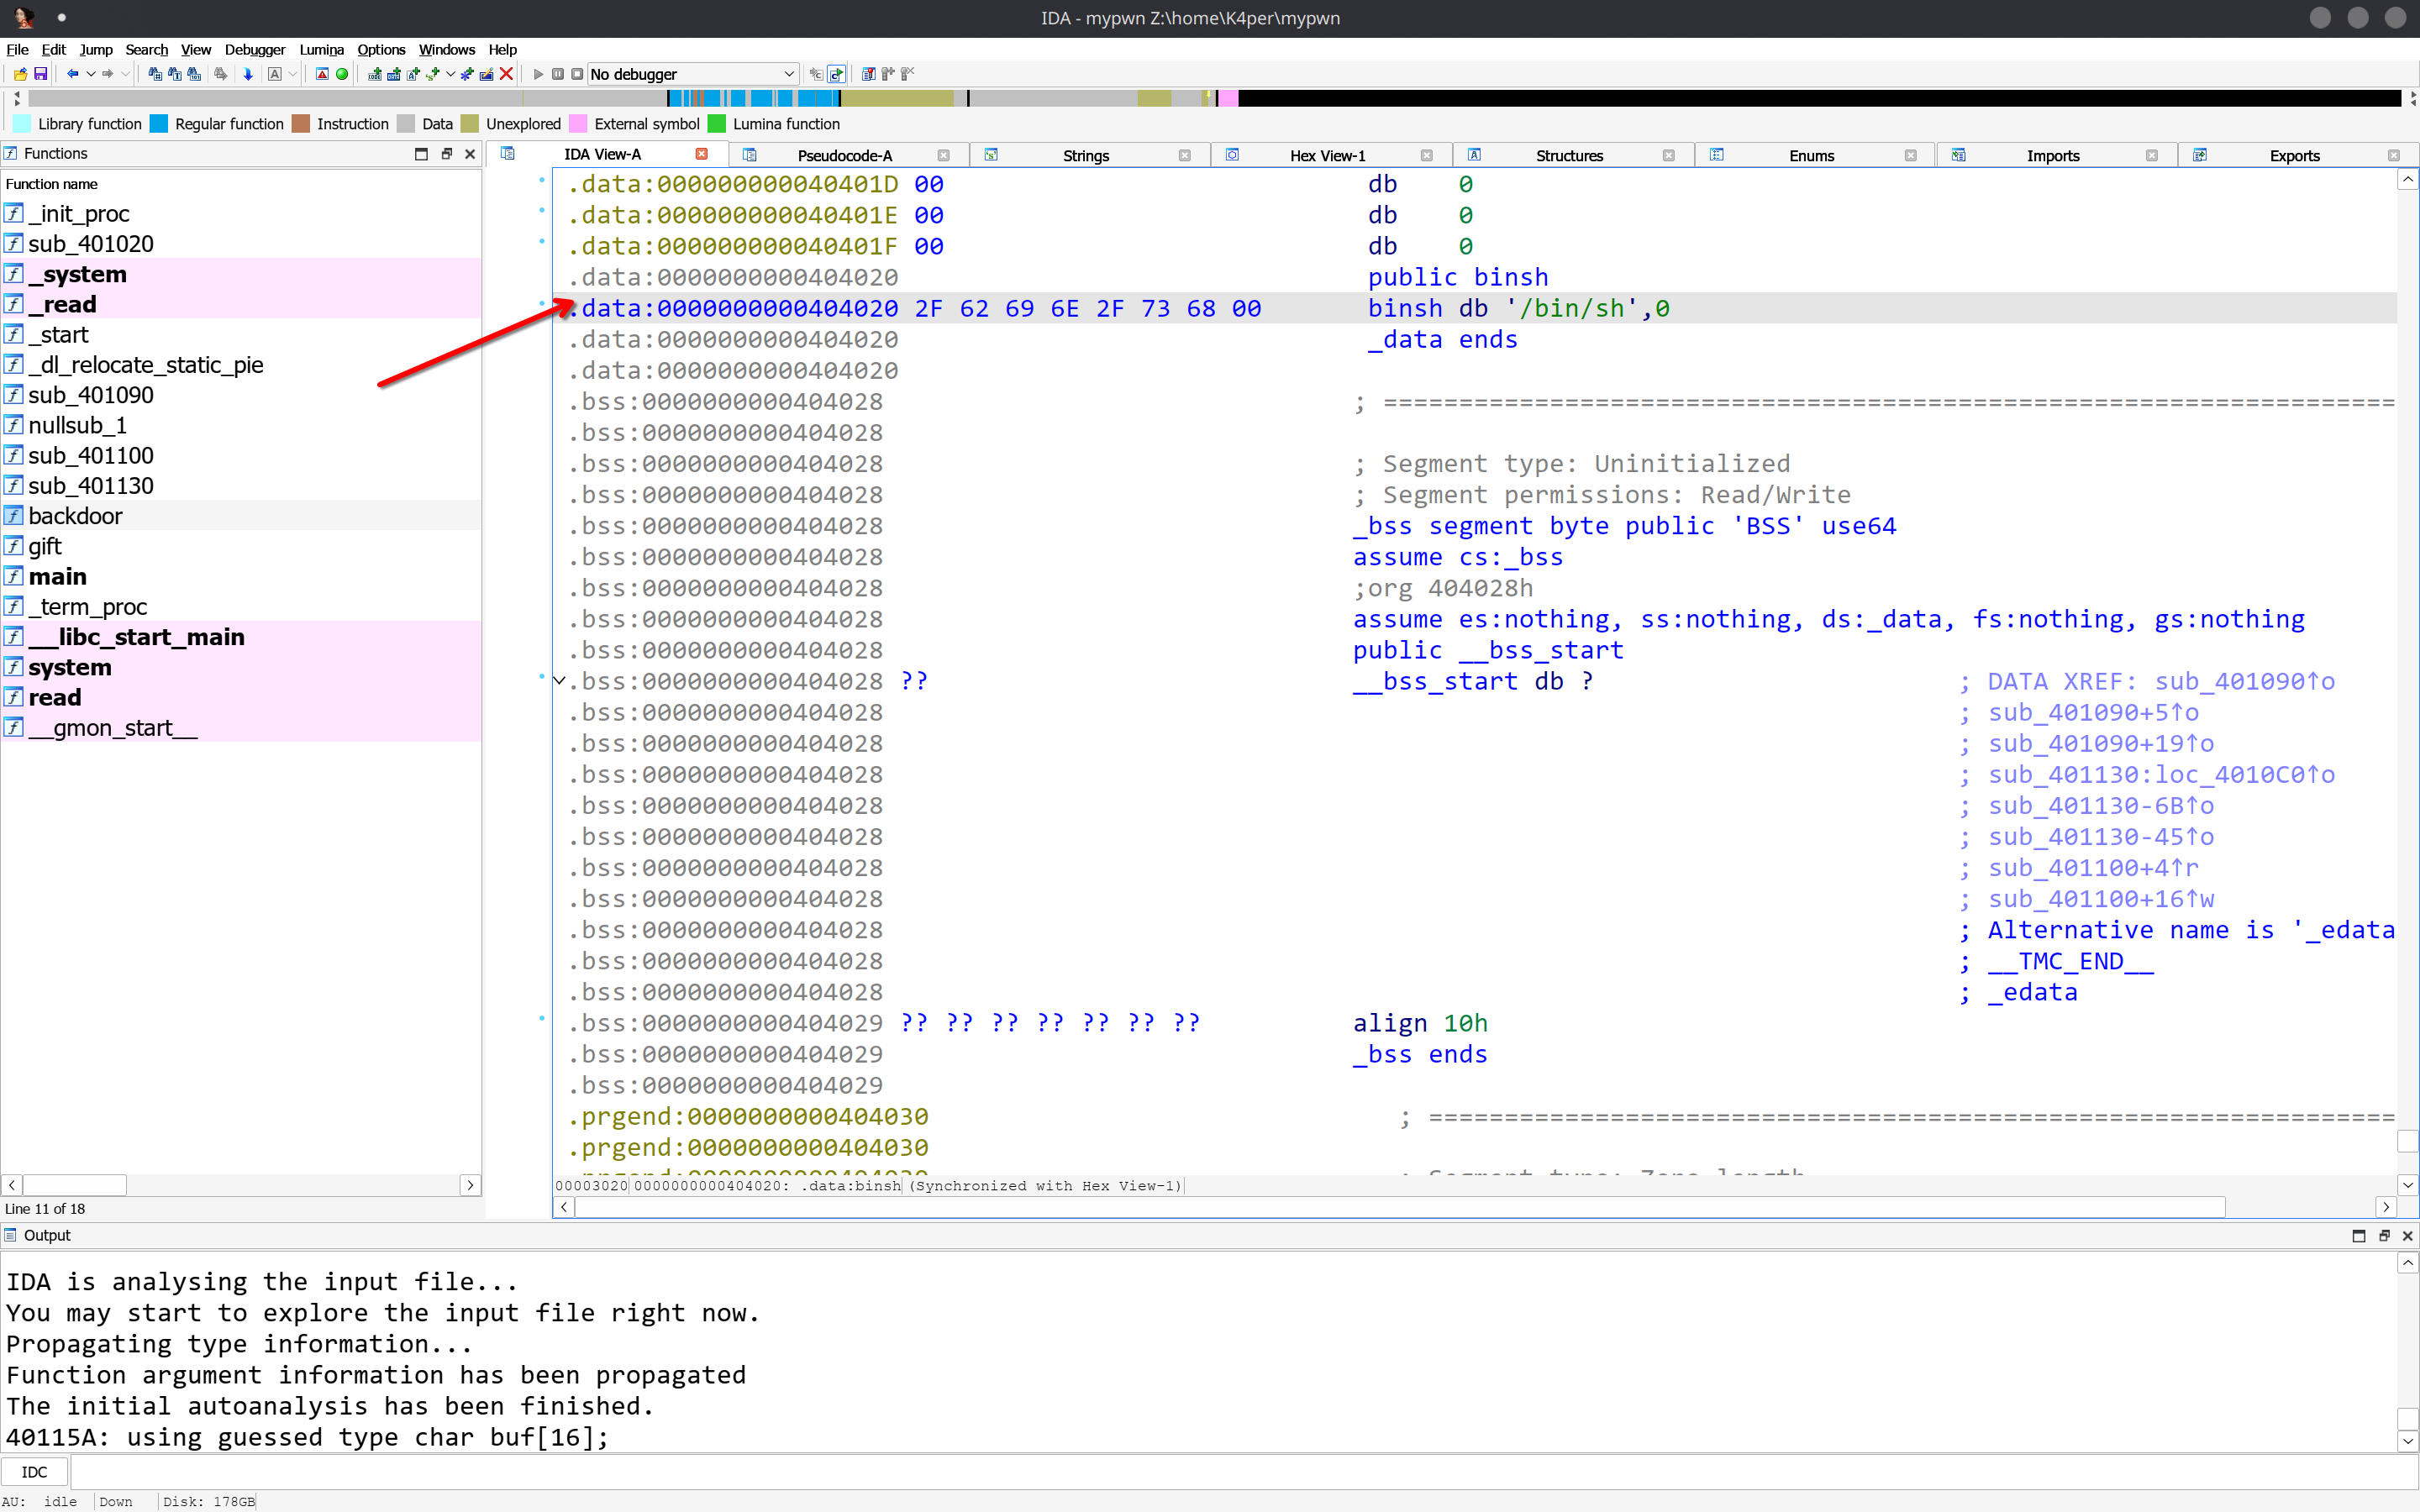 IDA - mypwn Z:\home\K4per\mypwn
File Edit Jump Search View Debugger Lumina Options Windows Help
No debugger
Library function Regular function Instruction Data Unexplored External symbol Lumina function
Functions
IDA View-A Pseudocode-A Strings Hex View-1 Structures Enums Imports Exports
Function name
_init_proc
sub_401020
_system
_read
_start
_dl_relocate_static_pie
sub_401090
nullsub_1
sub_401100
sub_401130
backdoor
gift
main
_term_proc
__libc_start_main
system
read
__gmon_start__
Line 11 of 18
.data:000000000040401D 00 db 0
.data:000000000040401E 00 db 0
.data:000000000040401F 00 db 0
.data:0000000000404020 public binsh
.data:0000000000404020 2F 62 69 6E 2F 73 68 00 binsh db '/bin/sh',0
.data:0000000000404020 _data ends
.data:0000000000404020
.bss:0000000000404028 ; ===================================================================
.bss:0000000000404028
.bss:0000000000404028 ; Segment type: Uninitialized
.bss:0000000000404028 ; Segment permissions: Read/Write
.bss:0000000000404028 _bss segment byte public 'BSS' use64
.bss:0000000000404028 assume cs:_bss
.bss:0000000000404028 ;org 404028h
.bss:0000000000404028 assume es:nothing, ss:nothing, ds:_data, fs:nothing, gs:nothing
.bss:0000000000404028 public __bss_start
.bss:0000000000404028 ?? __bss_start db ? ; DATA XREF: sub_401090↑o
.bss:0000000000404028 ; sub_401090+5↑o
.bss:0000000000404028 ; sub_401090+19↑o
.bss:0000000000404028 ; sub_401130:loc_4010C0↑o
.bss:0000000000404028 ; sub_401130-6B↑o
.bss:0000000000404028 ; sub_401130-45↑o
.bss:0000000000404028 ; sub_401100+4↑r
.bss:0000000000404028 ; sub_401100+16↑w
.bss:0000000000404028 ; Alternative name is '_edata
.bss:0000000000404028 ; __TMC_END__
.bss:0000000000404028 ; _edata
.bss:0000000000404029 ?? ?? ?? ?? ?? ?? ?? align 10h
.bss:0000000000404029 _bss ends
.bss:0000000000404029
.prgend:0000000000404030 ; ================================================================
.prgend:0000000000404030
.prgend:0000000000404030 ; Segment type: Zero-length
00003020 0000000000404020: .data:binsh (Synchronized with Hex View-1)
Output
IDA is analysing the input file...
You may start to explore the input file right now.
Propagating type information...
Function argument information has been propagated
The initial autoanalysis has been finished.
40115A: using guessed type char buf[16];
IDC
AU: idle Down Disk: 178GB